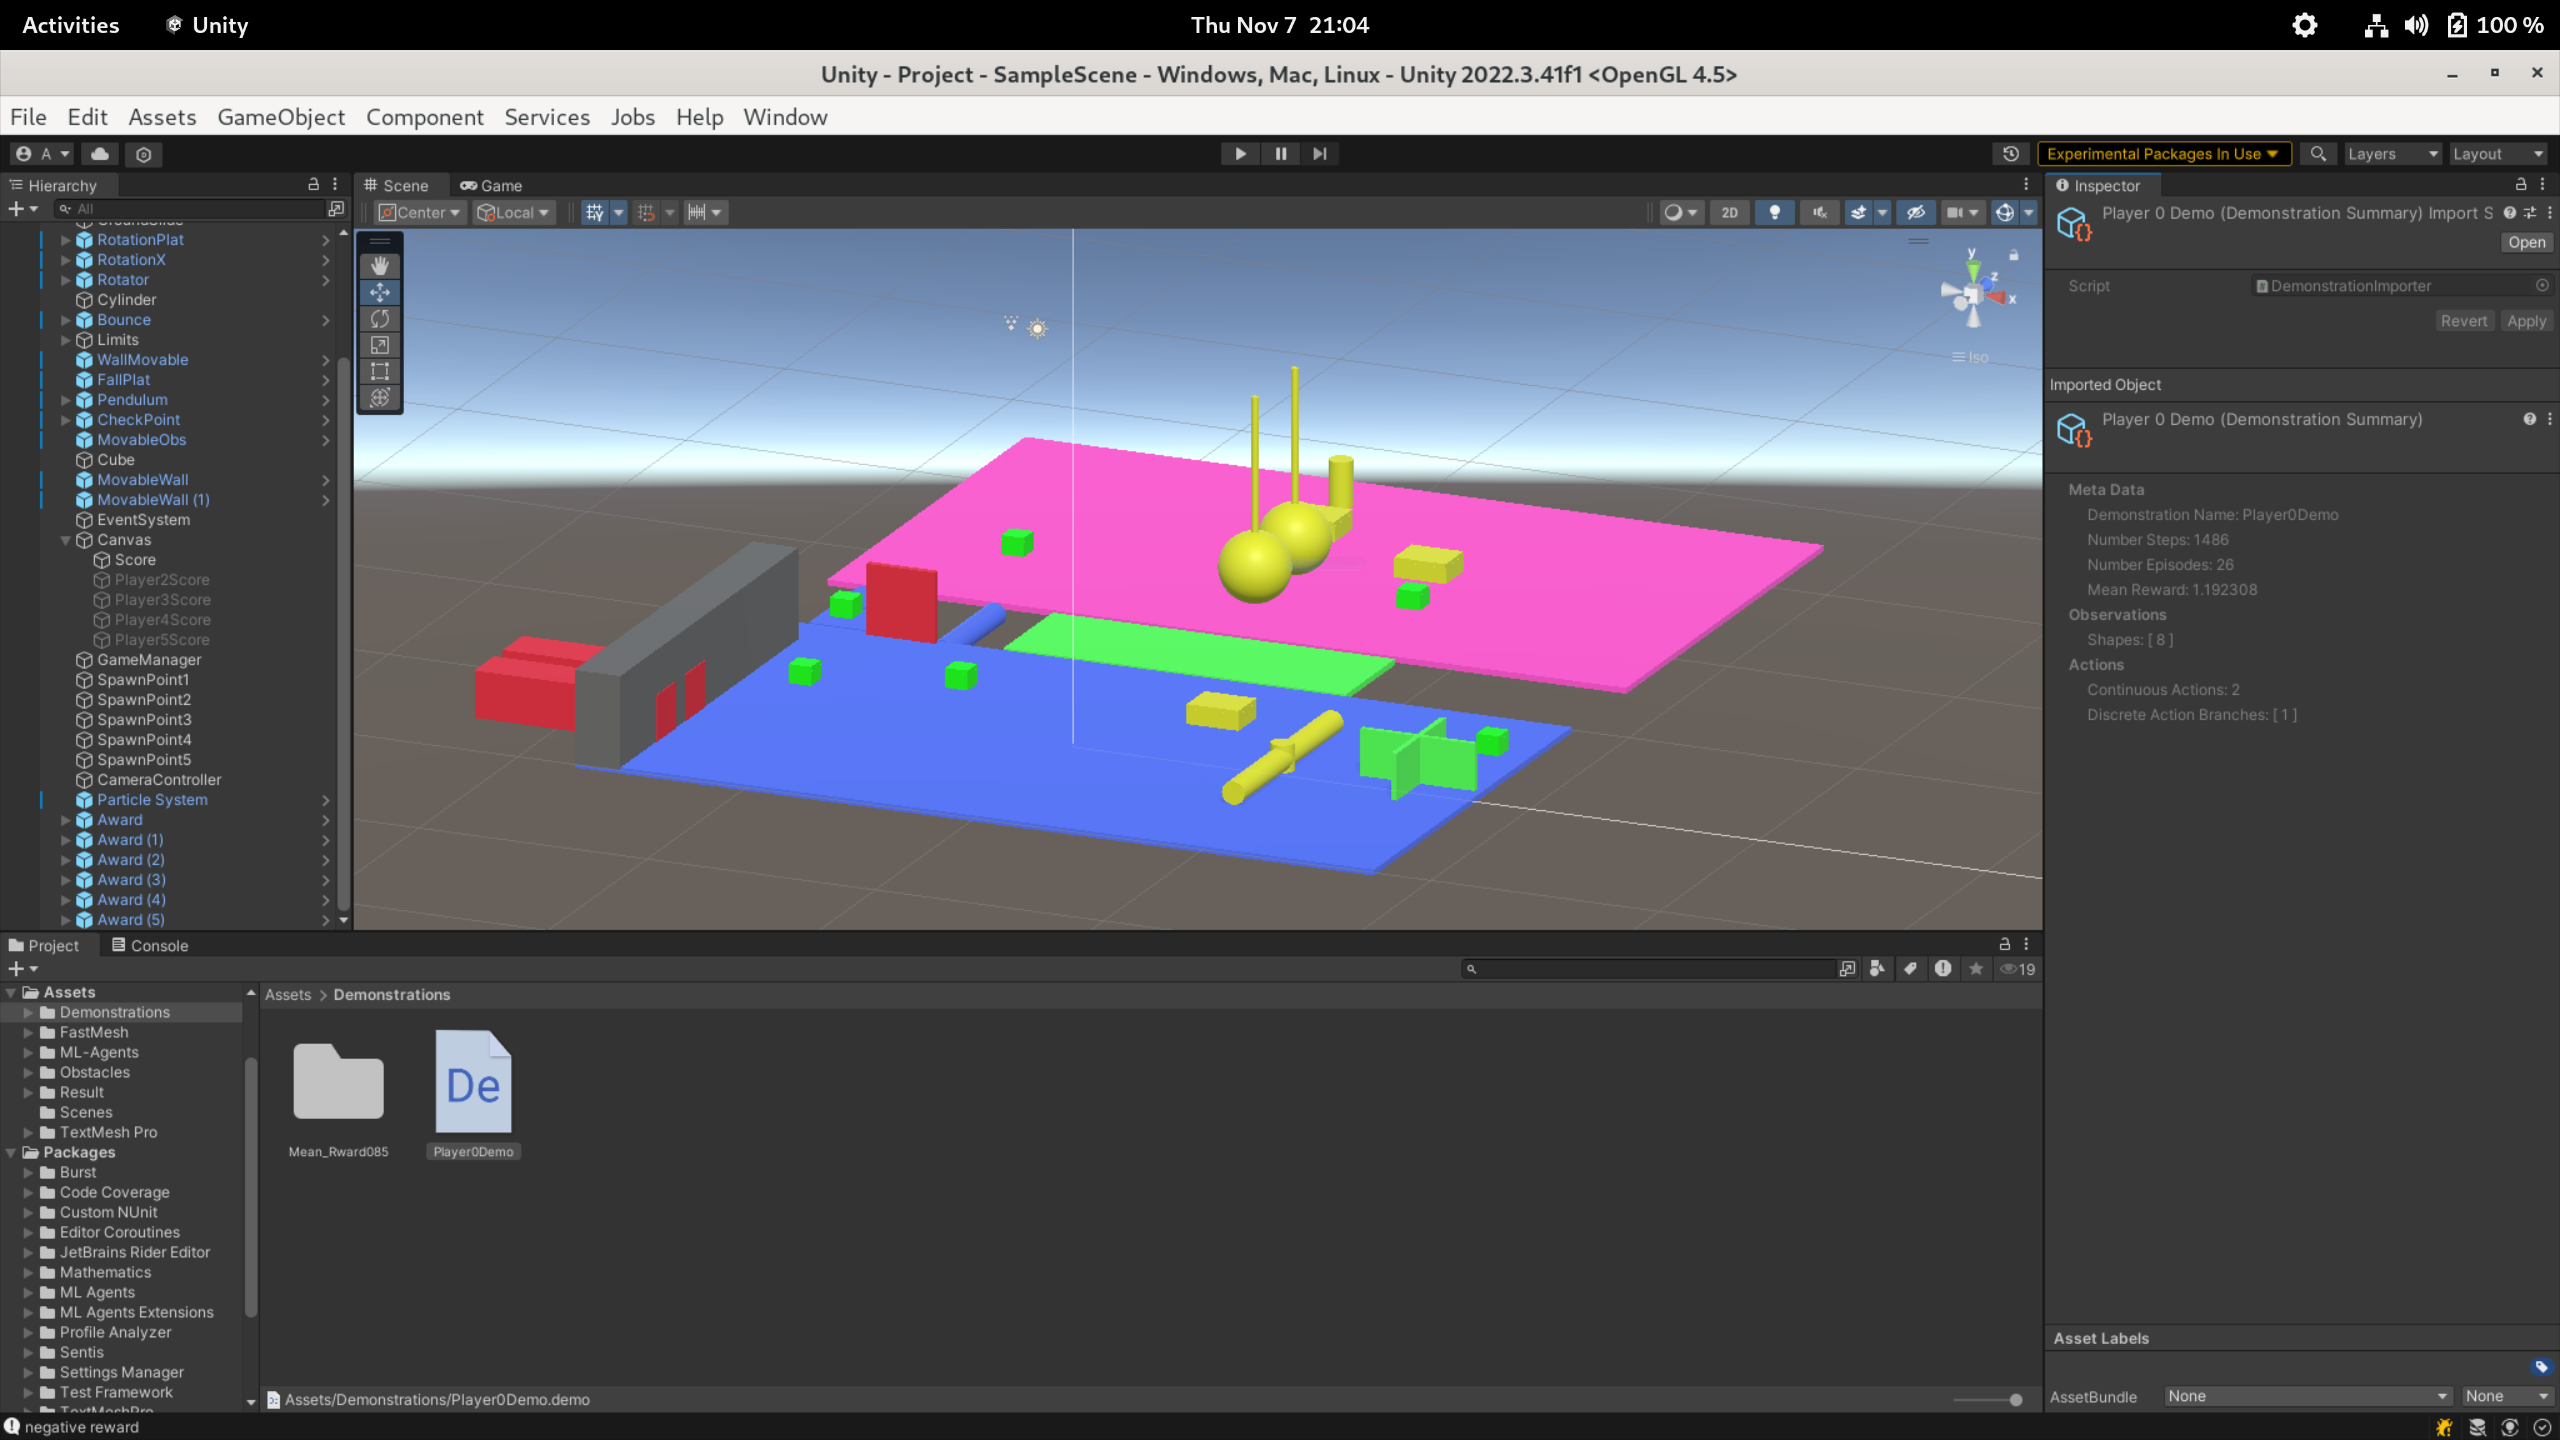 Activities Unity Thu Nov 7 21:04 100 %
Unity - Project - SampleScene - Windows, Mac, Linux - Unity 2022.3.41f1 <OpenGL 4.5>
File Edit Assets GameObject Component Services Jobs Help Window
A Experimental Packages In Use Layers Layout
Hierarchy
All
RotationPlat
RotationX
Rotator
Cylinder
Bounce
Limits
WallMovable
FallPlat
Pendulum
CheckPoint
MovableObs
Cube
MovableWall
MovableWall (1)
EventSystem
Canvas
Score
Player2Score
Player3Score
Player4Score
Player5Score
GameManager
SpawnPoint1
SpawnPoint2
SpawnPoint3
SpawnPoint4
SpawnPoint5
CameraController
Particle System
Award
Award (1)
Award (2)
Award (3)
Award (4)
Award (5)
Scene Game
Center Local 2D
y
z
x
Iso
Inspector
Player 0 Demo (Demonstration Summary) Import S
Open
Script DemonstrationImporter
Revert Apply
Imported Object
Player 0 Demo (Demonstration Summary)
Meta Data
Demonstration Name: Player0Demo
Number Steps: 1486
Number Episodes: 26
Mean Reward: 1.192308
Observations
Shapes: [ 8 ]
Actions
Continuous Actions: 2
Discrete Action Branches: [ 1 ]
Asset Labels
AssetBundle None None
Project Console
19
Assets
Demonstrations
FastMesh
ML-Agents
Obstacles
Result
Scenes
TextMesh Pro
Packages
Burst
Code Coverage
Custom NUnit
Editor Coroutines
JetBrains Rider Editor
Mathematics
ML Agents
ML Agents Extensions
Profile Analyzer
Sentis
Settings Manager
Test Framework
Assets > Demonstrations
De
Mean_Rward085
Player0Demo
Assets/Demonstrations/Player0Demo.demo
negative reward